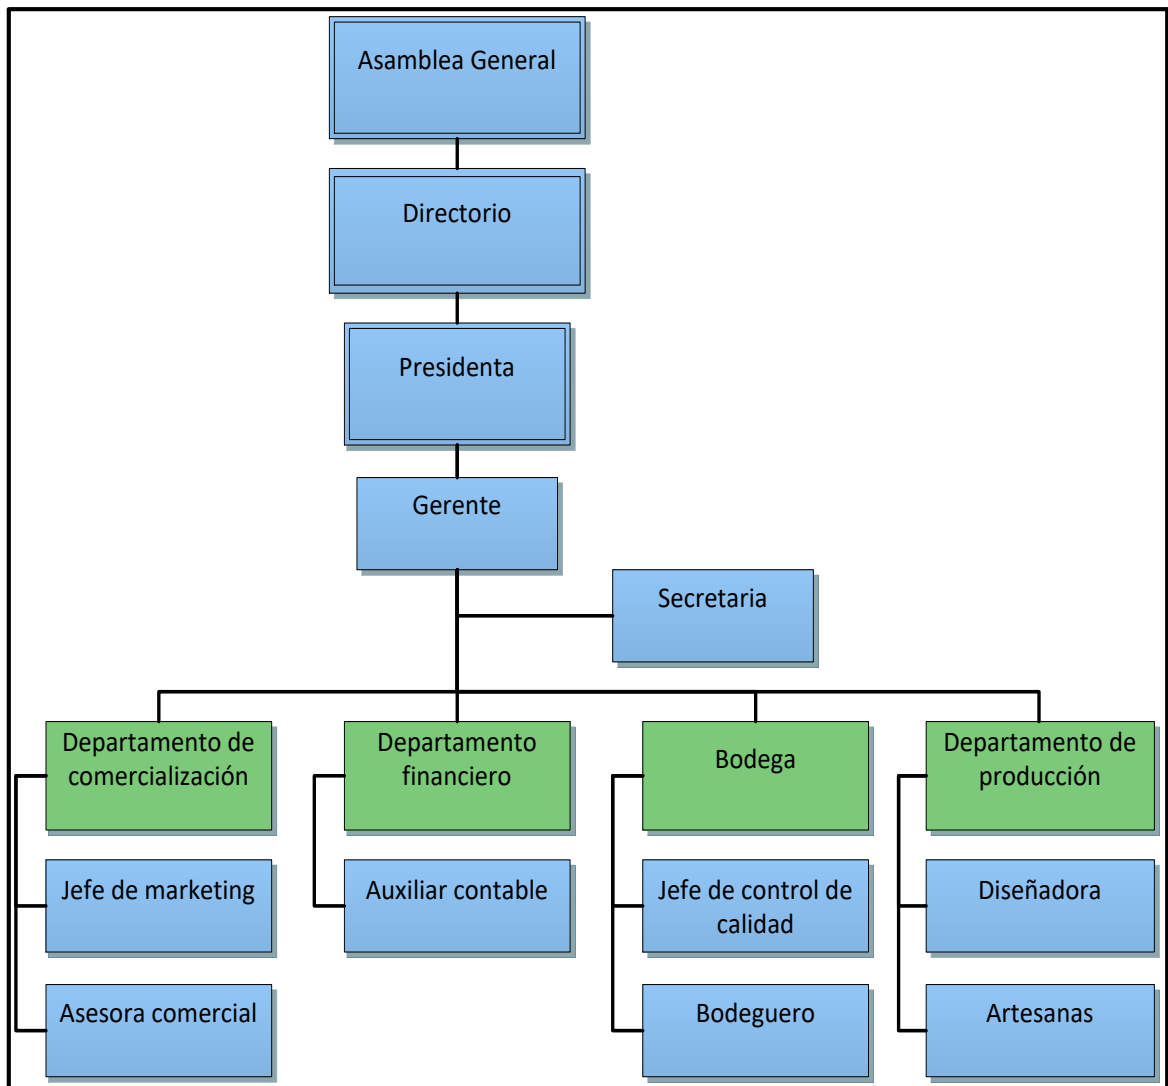 Asamblea General
Directorio
Presidenta
Gerente
Secretaria
Departamento de
comercialización
Departamento
financiero
Bodega
Departamento de
producción
Jefe de marketing
Auxiliar contable
Jefe de control de
calidad
Diseñadora
Asesora comercial
Bodeguero
Artesanas